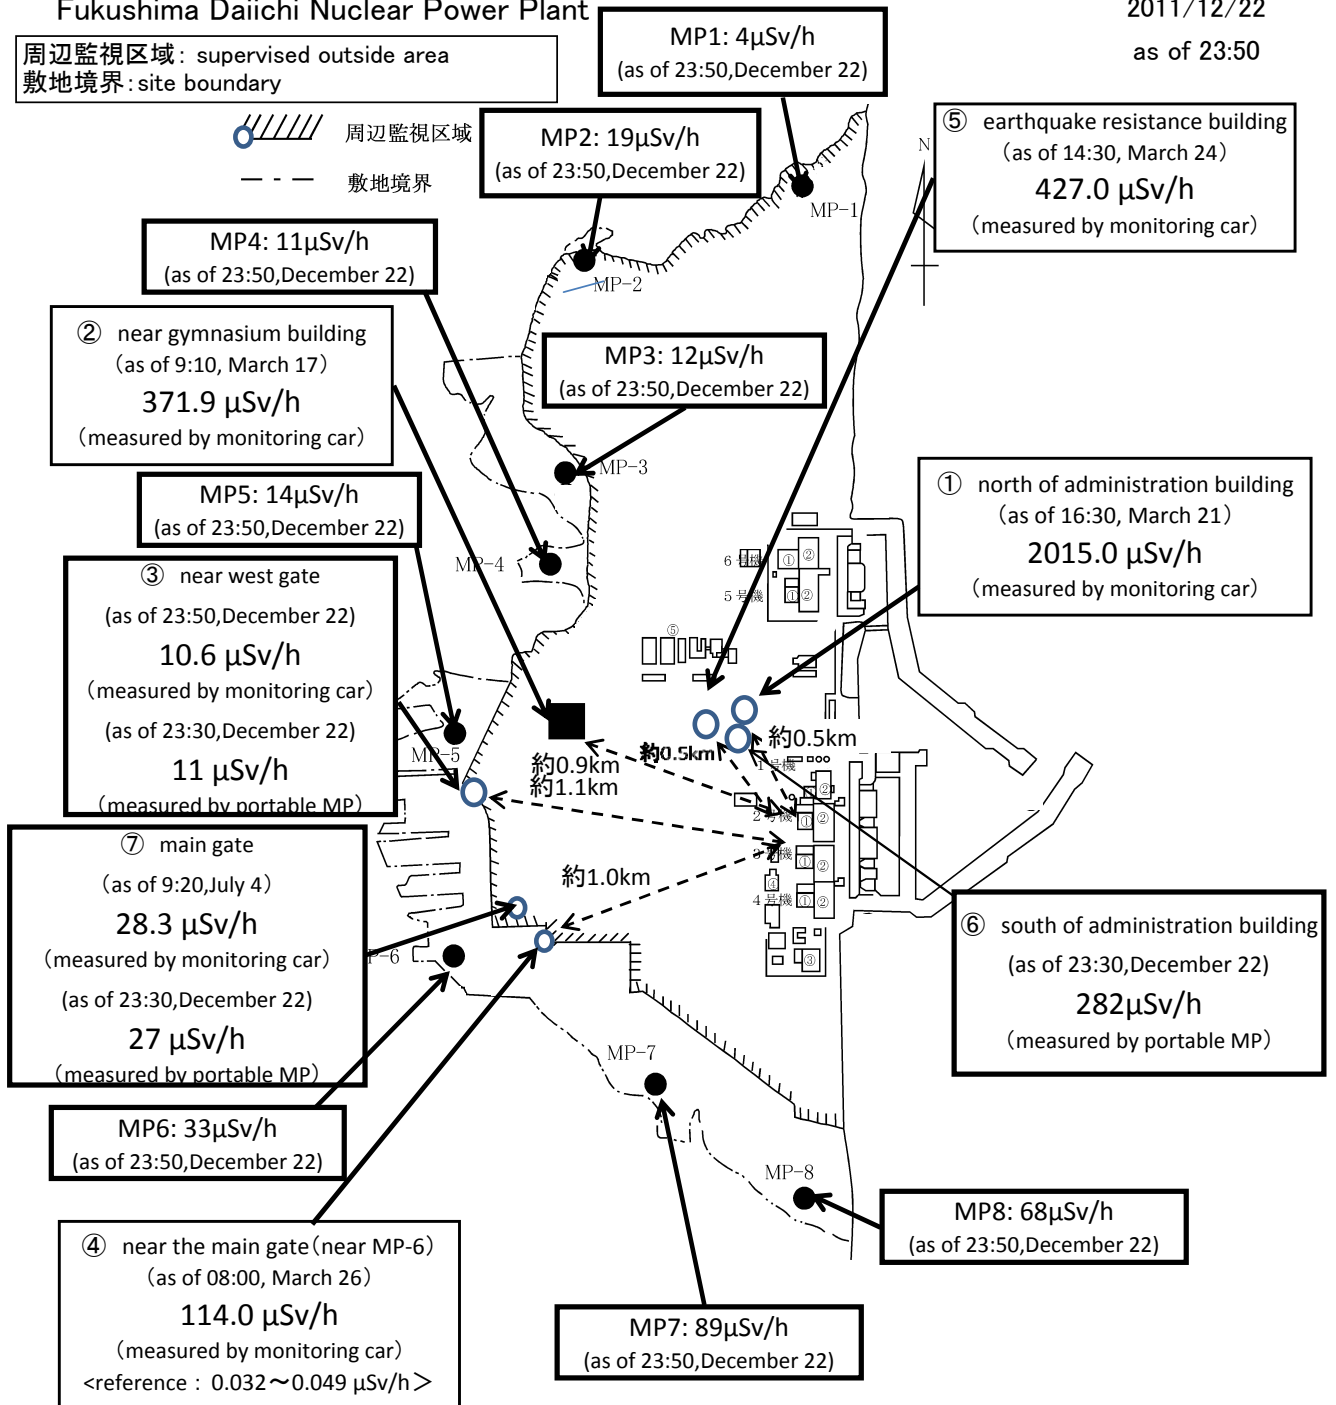 Fukushima Daiichi Nuclear Power Plant
2011/12/22
as of 23:50
周辺監視区域: supervised outside area
敷地境界:site boundary
周辺監視区域
敷地境界
MP1: 4μSv/h
(as of 23:50,December 22)
MP2: 19μSv/h
(as of 23:50,December 22)
⑤ earthquake resistance building
(as of 14:30, March 24)
427.0 μSv/h
(measured by monitoring car)
N
MP-1
MP4: 11μSv/h
(as of 23:50,December 22)
MP-2
② near gymnasium building
(as of 9:10, March 17)
371.9 μSv/h
(measured by monitoring car)
MP3: 12μSv/h
(as of 23:50,December 22)
MP-3
MP5: 14μSv/h
(as of 23:50,December 22)
① north of administration building
(as of 16:30, March 21)
2015.0 μSv/h
(measured by monitoring car)
MP-4
③ near west gate
(as of 23:50,December 22)
10.6 μSv/h
(measured by monitoring car)
(as of 23:30,December 22)
11 μSv/h
(measured by portable MP)
6号機
① ②
5号機
① ②
⑤
MP-5
約0.5km
約0.5km
約0.9km
約1.1km
1号機
②
2号機
① ②
3号機
① ②
④
4号機
① ②
③
約1.0km
⑦ main gate
(as of 9:20,July 4)
28.3 μSv/h
(measured by monitoring car)
(as of 23:30,December 22)
27 μSv/h
(measured by portable MP)
P-6
⑥ south of administration building
(as of 23:30,December 22)
282μSv/h
(measured by portable MP)
MP-7
MP6: 33μSv/h
(as of 23:50,December 22)
MP-8
MP8: 68μSv/h
(as of 23:50,December 22)
④ near the main gate(near MP-6)
(as of 08:00, March 26)
114.0 μSv/h
(measured by monitoring car)
<reference : 0.032～0.049 μSv/h>
MP7: 89μSv/h
(as of 23:50,December 22)